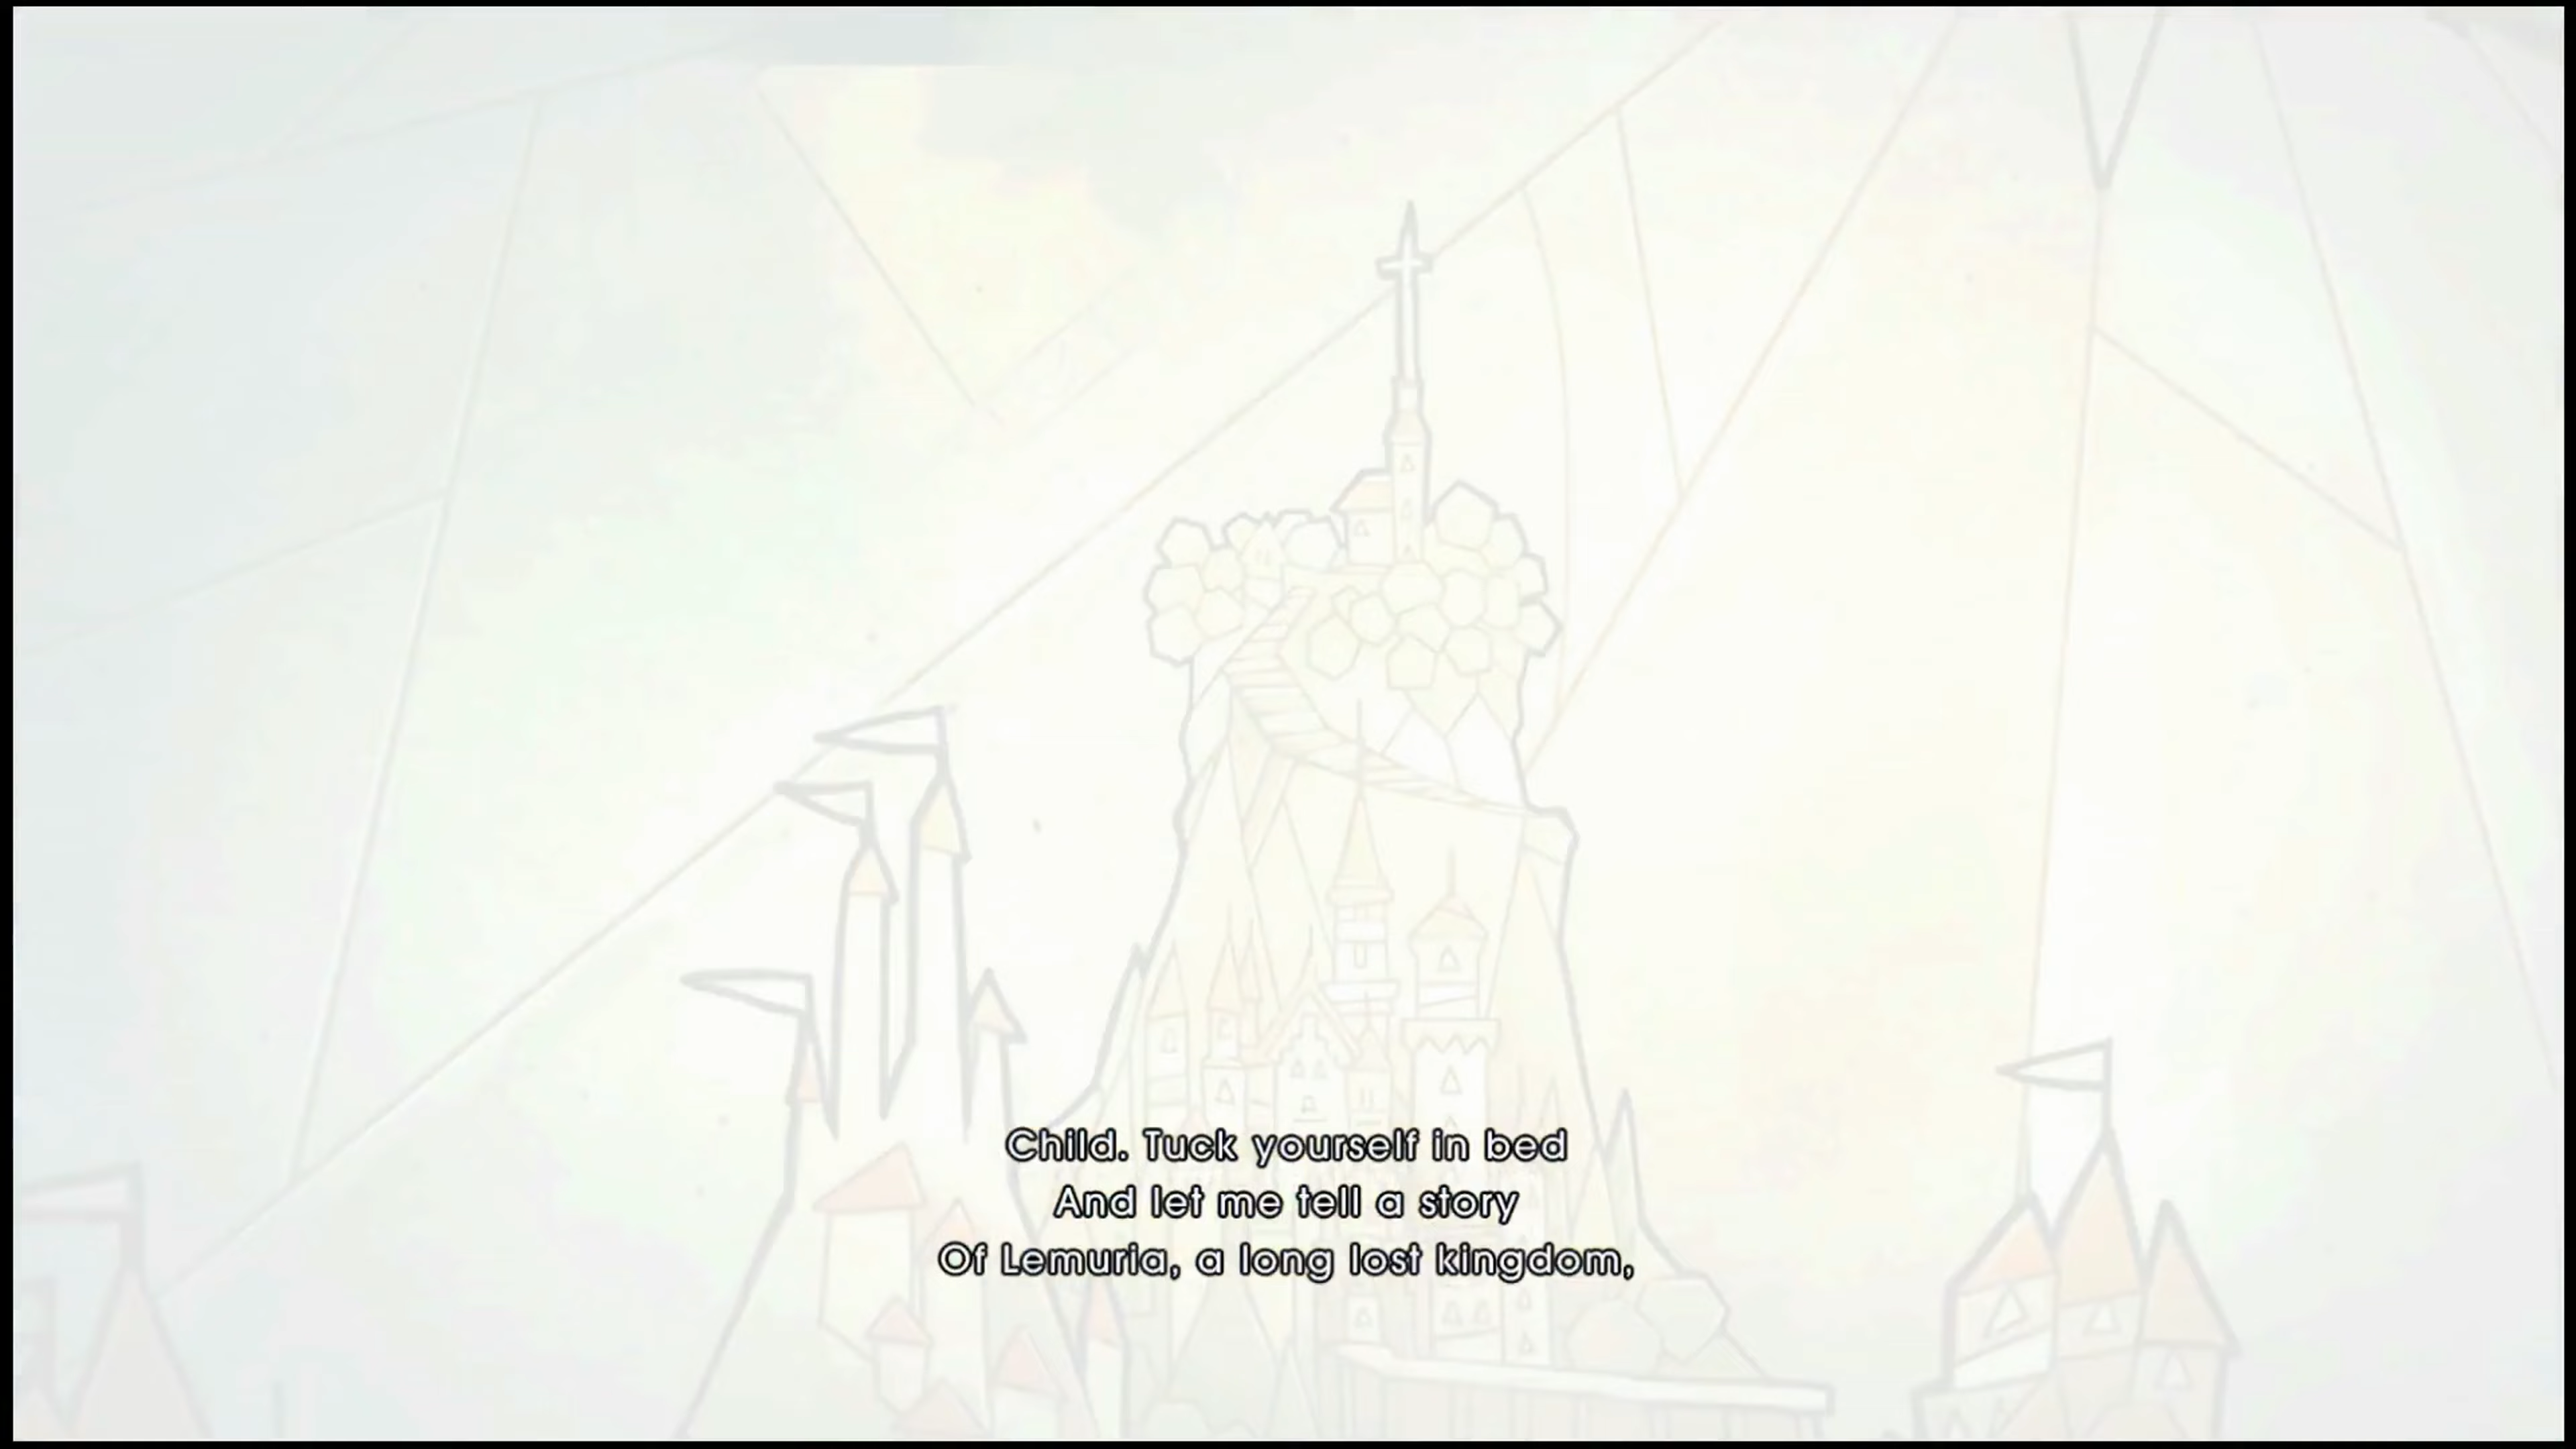 Child. Tuck yourself in bed
And let me tell a story
Of Lemuria, a long lost kingdom,